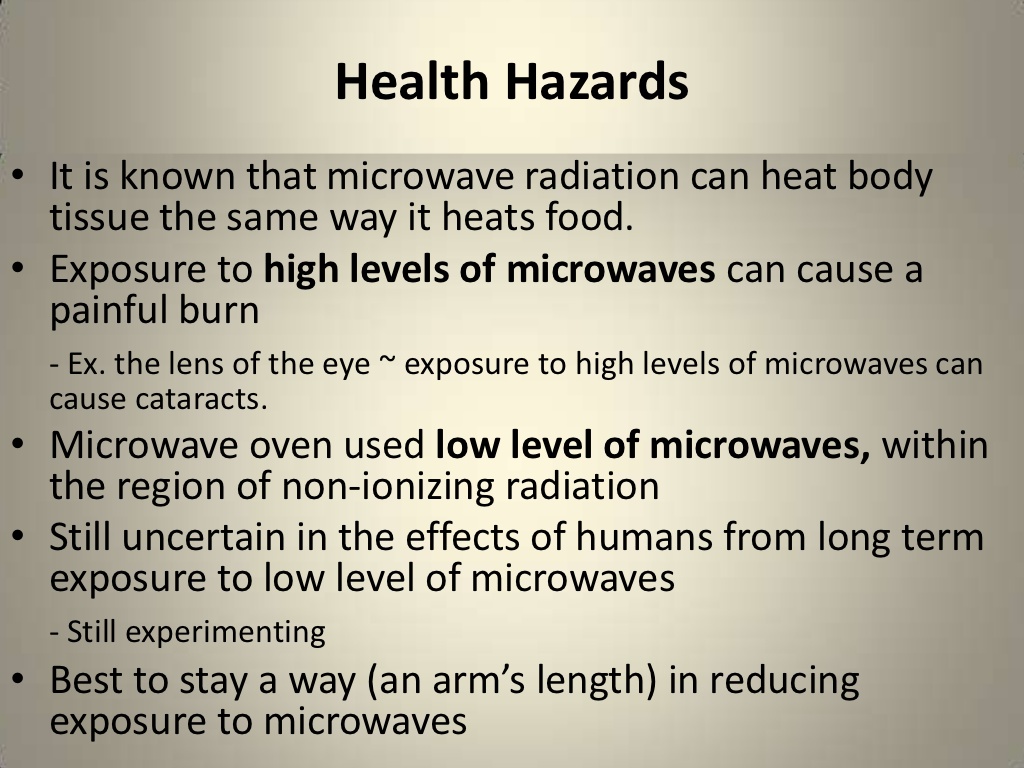 Health Hazards
• It is known that microwave radiation can heat body
tissue the same way it heats food.
• Exposure to high levels of microwaves can cause a
painful burn
- Ex. the lens of the eye ~ exposure to high levels of microwaves can
cause cataracts.
• Microwave oven used low level of microwaves, within
the region of non-ionizing radiation
• Still uncertain in the effects of humans from long term
exposure to low level of microwaves
- Still experimenting
• Best to stay a way (an arm’s length) in reducing
exposure to microwaves